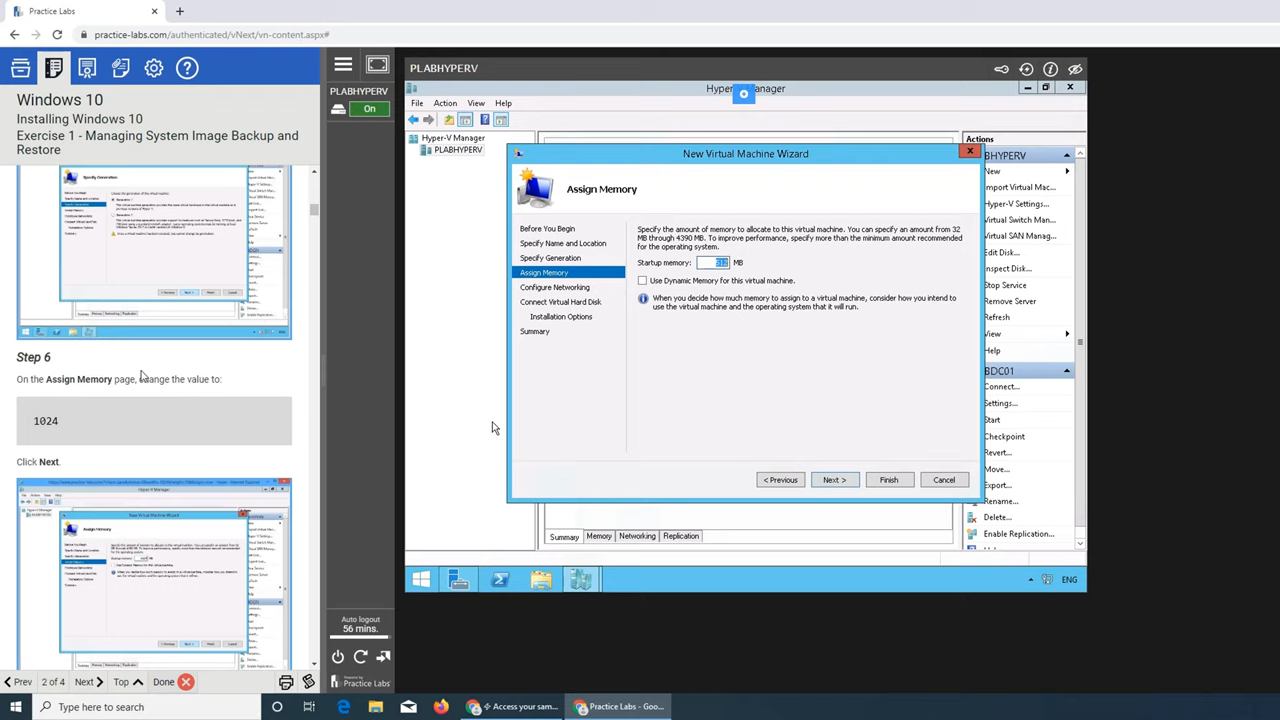 Practice Labs
practice-labs.com/authenticated/vNext/vn-content.aspx#
Windows 10
Installing Windows 10
Exercise 1 - Managing System Image Backup and
Restore
Step 6
On the Assign Memory page, change the value to:
1024
Click Next.
Prev
2 of 4
Next
Top
Done
PLABHYPERV
On
Auto logout
56 mins.
Practice Labs
PLABHYPERV
File
Action
View
Help
Hyper-V Manager
PLABHYPERV
New Virtual Machine Wizard
Assign Memory
Before You Begin
Specify Name and Location
Specify Generation
Assign Memory
Configure Networking
Connect Virtual Hard Disk
Installation Options
Summary
Specify the amount of memory to allocate to this virtual machine. You can specify an amount from 32
MB through 4390 MB. To improve performance, specify more than the minimum amount recommended
for the operating system.
Startup memory: 512 MB
Use Dynamic Memory for this virtual machine.
When you decide how much memory to assign to a virtual machine, consider how you intend to
use the virtual machine and the operating system that it will run.
< Previous
Next >
Finish
Cancel
Summary
Memory
Networking
Replication
Actions
BHYPERV
New
mport Virtual Mac...
Hyper-V Settings...
Virtual Switch Man...
Virtual SAN Manag...
Edit Disk...
Inspect Disk...
Stop Service
Remove Server
Refresh
View
Help
BDC01
Connect...
Settings...
Start
Checkpoint
Revert...
Move...
Export...
Rename...
Delete...
Enable Replication...
ENG
Type here to search
Access your sam...
Practice Labs - Goo...